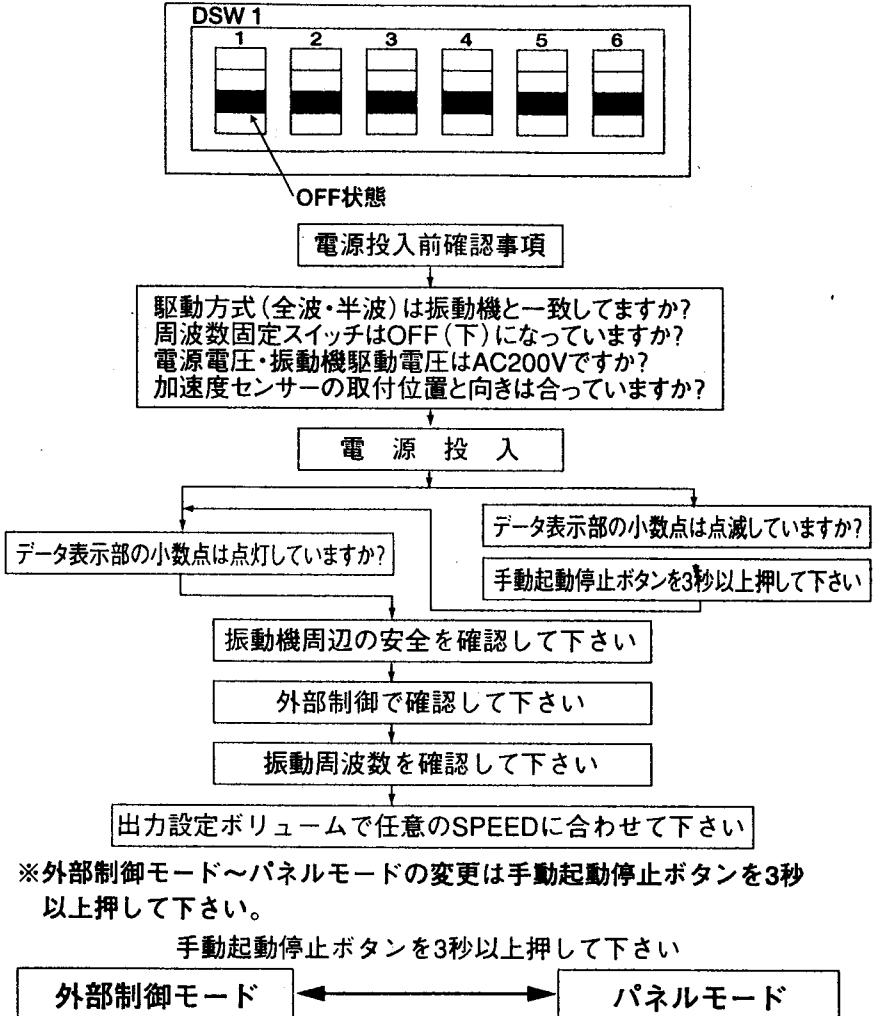 DSW 1
1 2 3 4 5 6
OFF状態
電源投入前確認事項
駆動方式(全波・半波)は振動機と一致してますか?
周波数固定スイッチはOFF(下)になっていますか?
電源電圧・振動機駆動電圧はAC200Vですか?
加速度センサーの取付位置と向きは合っていますか?
電 源 投 入
データ表示部の小数点は点滅していますか?
データ表示部の小数点は点灯していますか?
手動起動停止ボタンを3秒以上押して下さい
振動機周辺の安全を確認して下さい
外部制御で確認して下さい
振動周波数を確認して下さい
出力設定ボリュームで任意のSPEEDに合わせて下さい
※外部制御モード~パネルモードの変更は手動起動停止ボタンを3秒
以上押して下さい。
手動起動停止ボタンを3秒以上押して下さい
外部制御モード
パネルモード